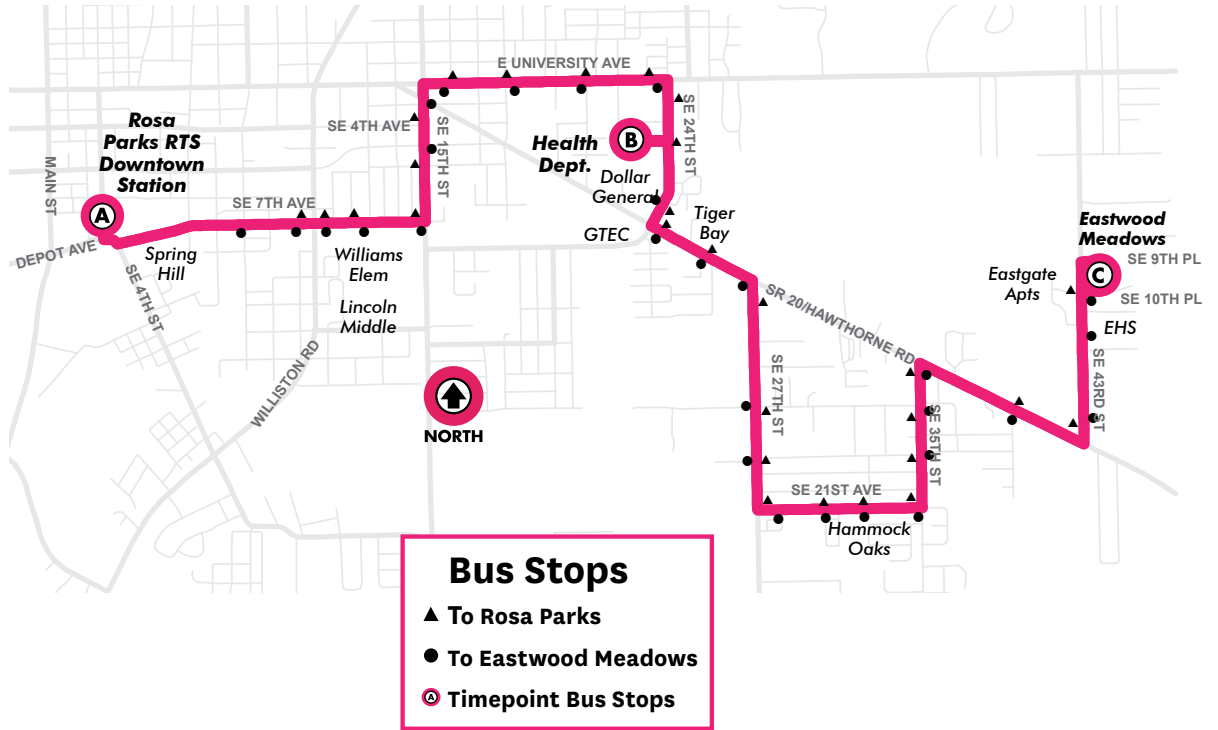 E UNIVERSITY AVE
Rosa
Parks RTS
Downtown
Station
SE 4TH AVE
SE 15TH ST
Health
Dept.
B
SE 24TH ST
Dollar
General
MAIN ST
A
SE 7TH AVE
DEPOT AVE
SE 4TH ST
Spring
Hill
Williams
Elem
Lincoln
Middle
WILLISTON RD
GTEC
Tiger
Bay
SR 20/HAWTHORNE RD
Eastwood
Meadows
SE 9TH PL
C
Eastgate
Apts
SE 10TH PL
EHS
SE 43RD ST
SE 27TH ST
SE 35TH ST
SE 21ST AVE
Hammock
Oaks
NORTH
Bus Stops
To Rosa Parks
To Eastwood Meadows
A Timepoint Bus Stops